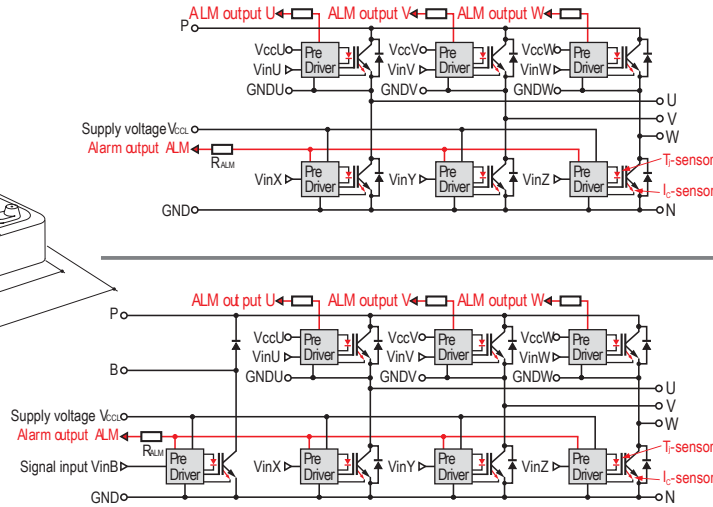 ALM output U ALM output V ALM output W
P
VccU Pre Driver VccV Pre Driver VccW Pre Driver
VinU VinV VinW
GNDU GNDV GNDW
U
V
W
Supply voltage VCCL
Alarm output ALM
RALM
Tj-sensor
VinX Pre Driver VinY Pre Driver VinZ Pre Driver
IC-sensor
GND N
ALM output U ALM output V ALM output W
P
VccU Pre Driver VccV Pre Driver VccW Pre Driver
VinU VinV VinW
B
GNDU GNDV GNDW
U
V
W
Supply voltage VCCL
Alarm output ALM
RALM
Tj-sensor
Signal input VinB Pre Driver VinX Pre Driver VinY Pre Driver VinZ Pre Driver
IC-sensor
GND N